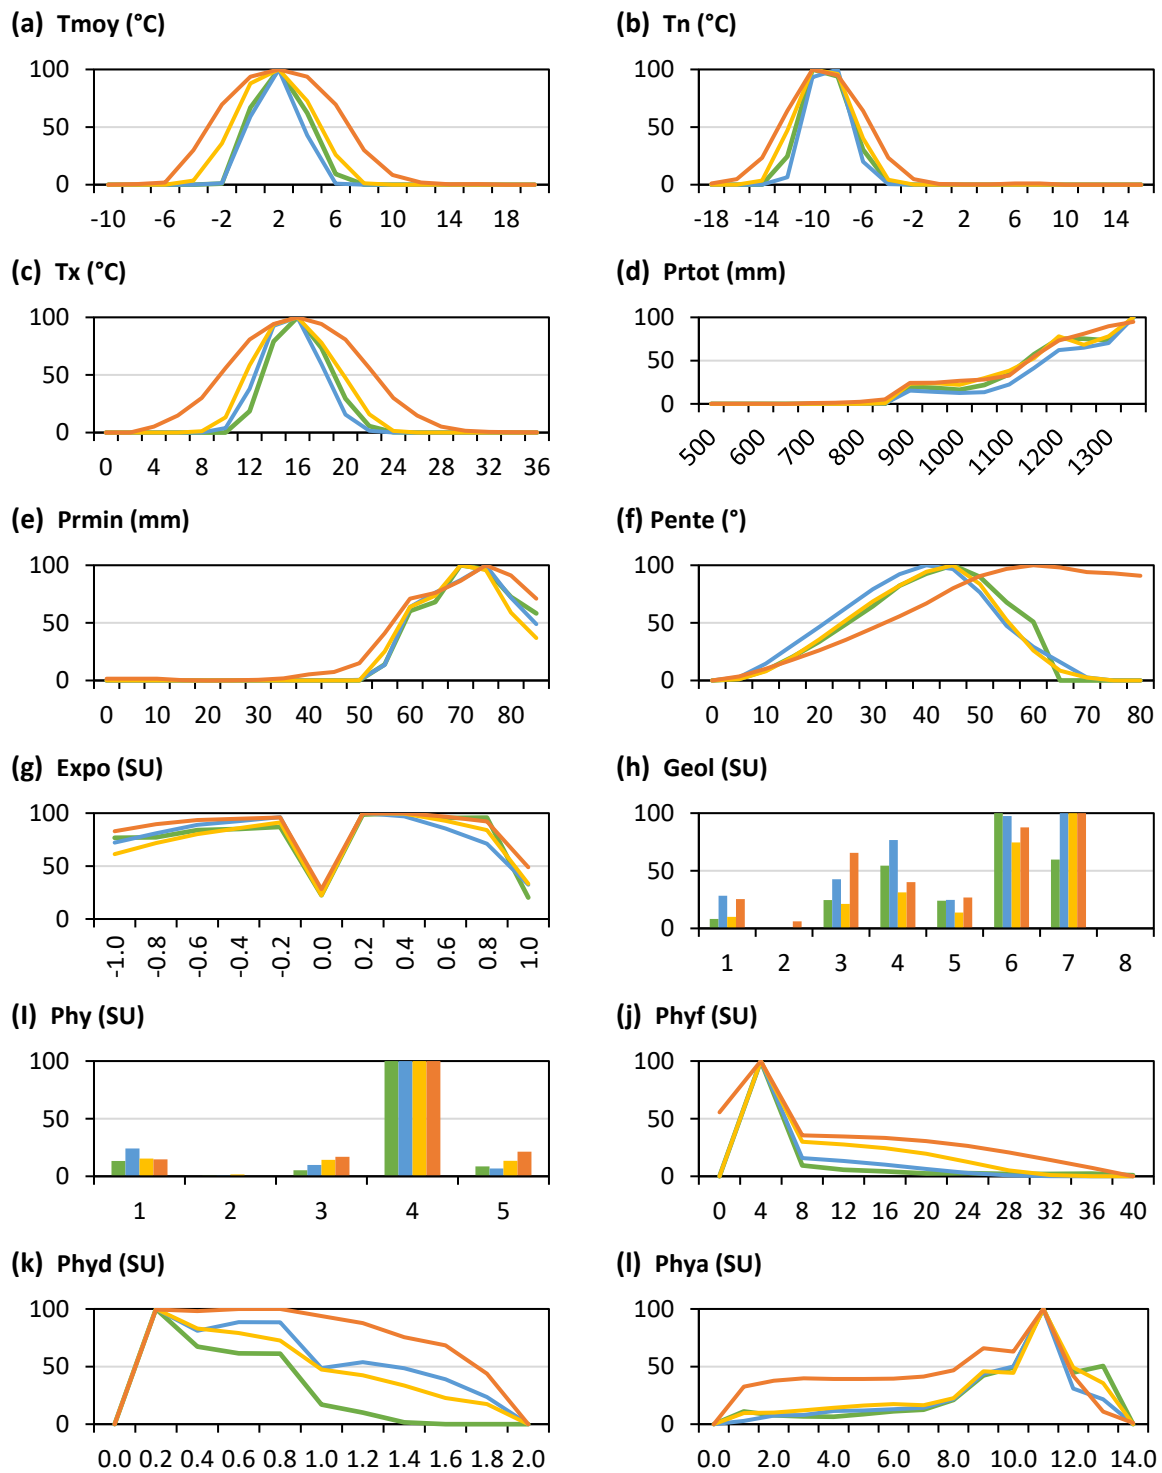 (a) Tmoy (°C)
100
50
0
-10 -6 -2 2 6 10 14 18
(b) Tn (°C)
100
50
0
-18 -14 -10 -6 -2 2 6 10 14
(c) Tx (°C)
100
50
0
0 4 8 12 16 20 24 28 32 36
(d) Prtot (mm)
100
50
0
500 600 700 800 900 1000 1100 1200 1300
(e) Prmin (mm)
100
50
0
0 10 20 30 40 50 60 70 80
(f) Pente (°)
100
50
0
0 10 20 30 40 50 60 70 80
(g) Expo (SU)
100
50
0
-1.0 -0.8 -0.6 -0.4 -0.2 0.0 0.2 0.4 0.6 0.8 1.0
(h) Geol (SU)
100
50
0
1 2 3 4 5 6 7 8
(I) Phy (SU)
100
50
0
1 2 3 4 5
(j) Phyf (SU)
100
50
0
0 4 8 12 16 20 24 28 32 36 40
(k) Phyd (SU)
100
50
0
0.0 0.2 0.4 0.6 0.8 1.0 1.2 1.4 1.6 1.8 2.0
(l) Phya (SU)
100
50
0
0.0 2.0 4.0 6.0 8.0 10.0 12.0 14.0